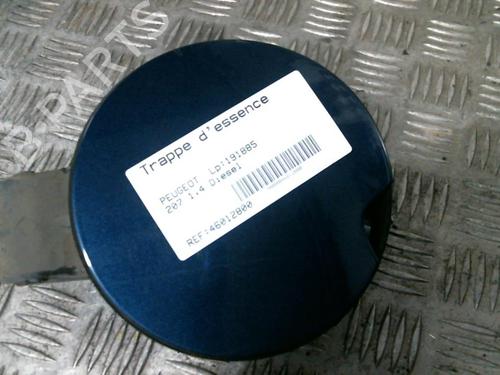 Trappe d'essence
PEUGEOT Lp:191885
207 1.4 Diesel
REF:46012800
B PARTS